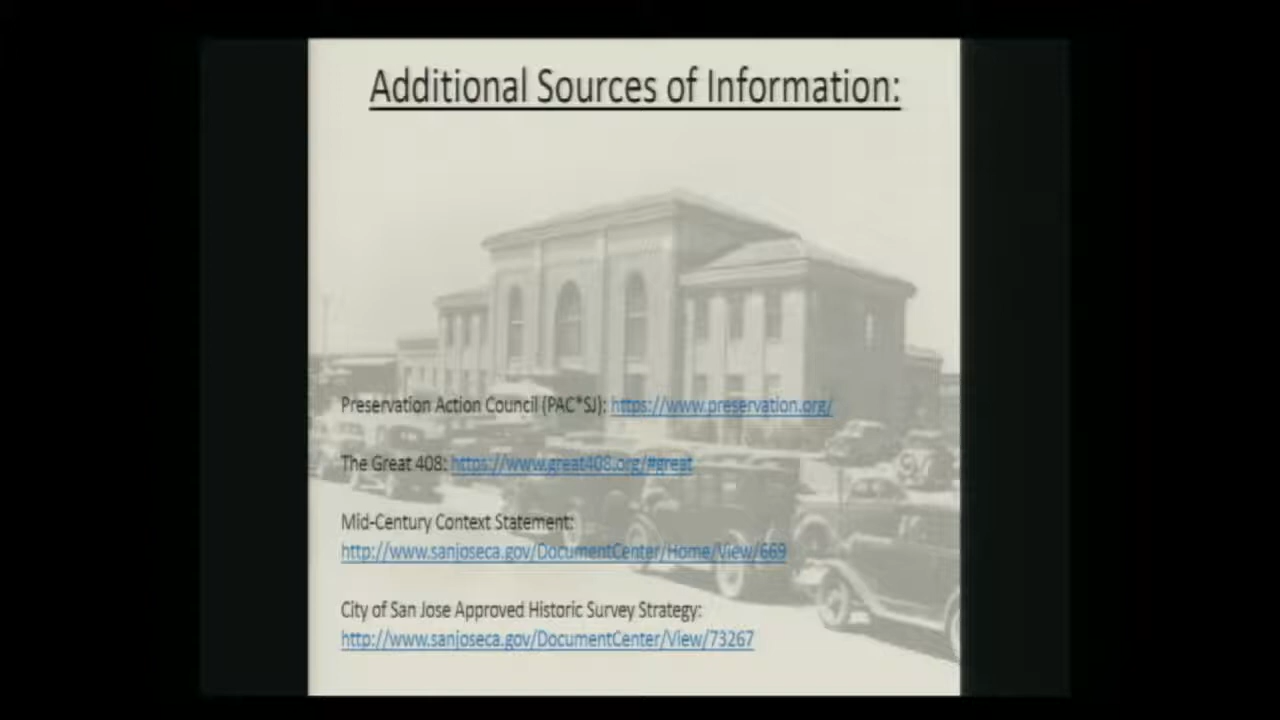 Additional Sources of Information:
Preservation Action Council (PAC*SJ): https://www.preservation.org/
The Great 408: https://www.great408.org/#great
Mid-Century Context Statement:
http://www.sanjoseca.gov/DocumentCenter/Home/View/669
City of San Jose Approved Historic Survey Strategy:
http://www.sanjoseca.gov/DocumentCenter/View/73267